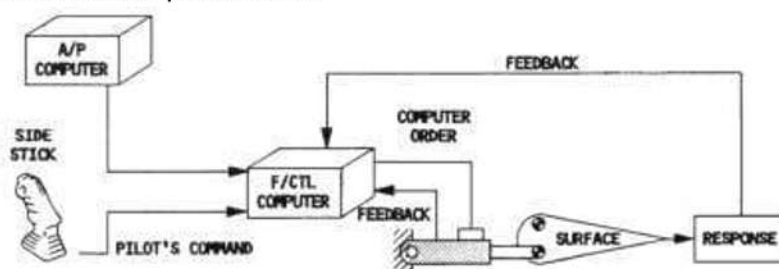 A/P
COMPUTER
FEEDBACK
COMPUTER
ORDER
SIDE
STICK
F/CTL
COMPUTER
FEEDBACK
PILOT'S COMMAND
SURFACE
RESPONSE